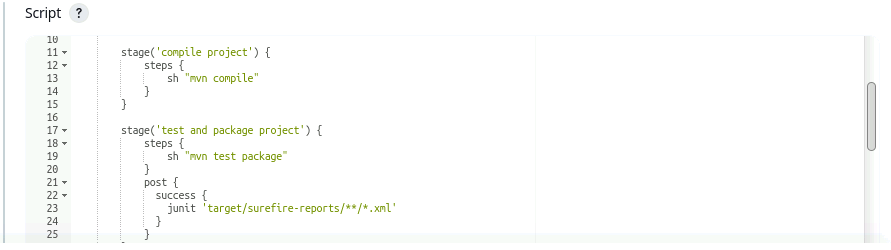 Script ?
10
11 stage('compile project') {
12 steps {
13 sh "mvn compile"
14 }
15 }
16
17 stage('test and package project') {
18 steps {
19 sh "mvn test package"
20 }
21 post {
22 success {
23 junit 'target/surefire-reports/**/*.xml'
24 }
25 }